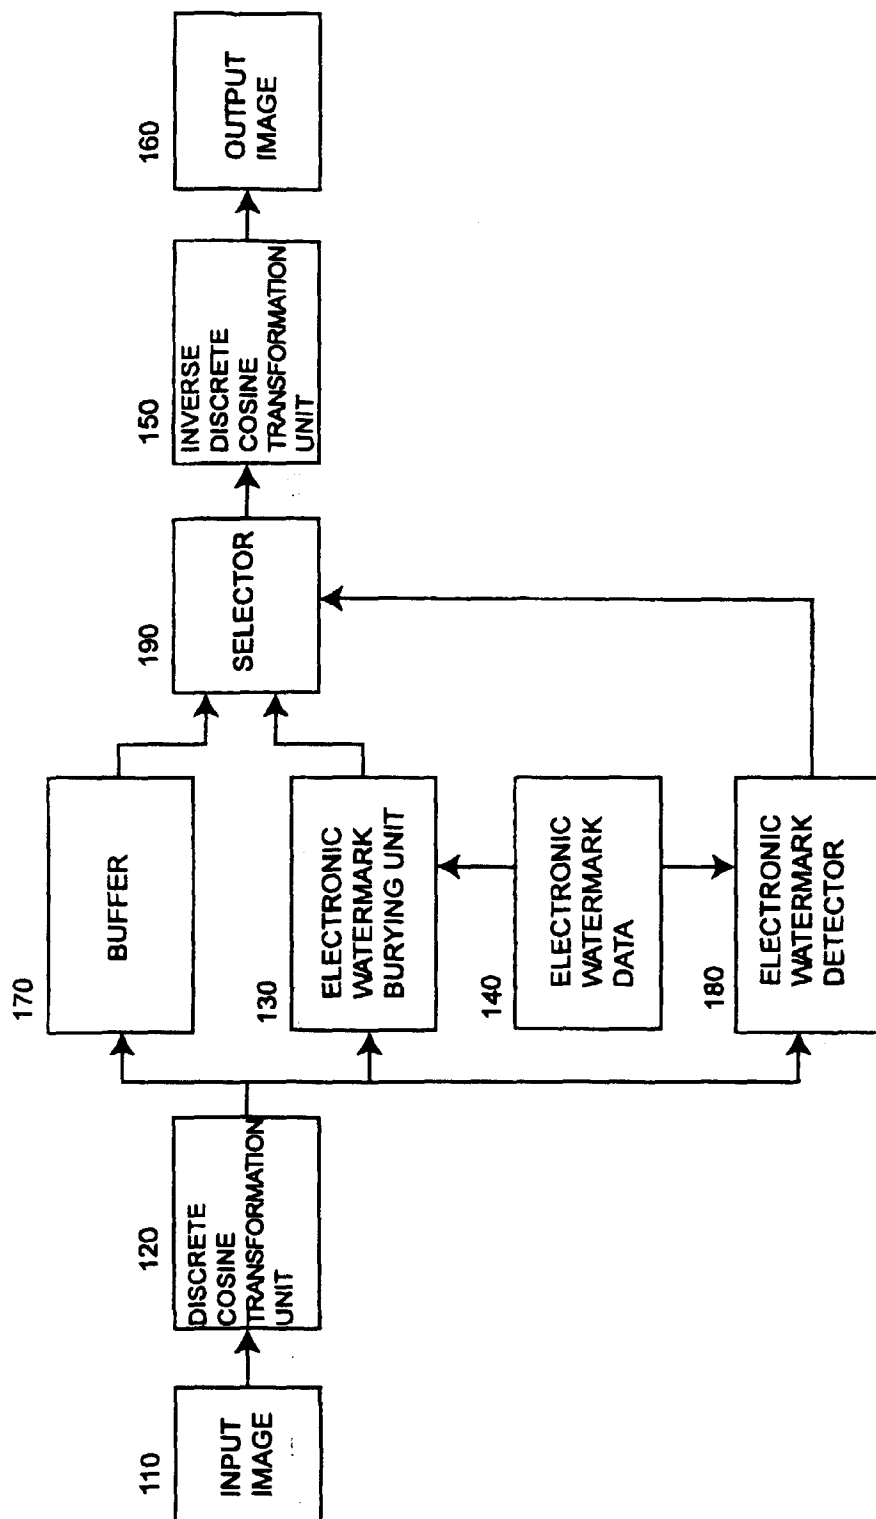 110
INPUT
IMAGE
120
DISCRETE
COSINE
TRANSFORMATION
UNIT
170
BUFFER
130
ELECTRONIC
WATERMARK
BURYING UNIT
140
ELECTRONIC
WATERMARK
DATA
180
ELECTRONIC
WATERMARK
DETECTOR
190
SELECTOR
150
INVERSE
DISCRETE
COSINE
TRANSFORMATION
UNIT
160
OUTPUT
IMAGE